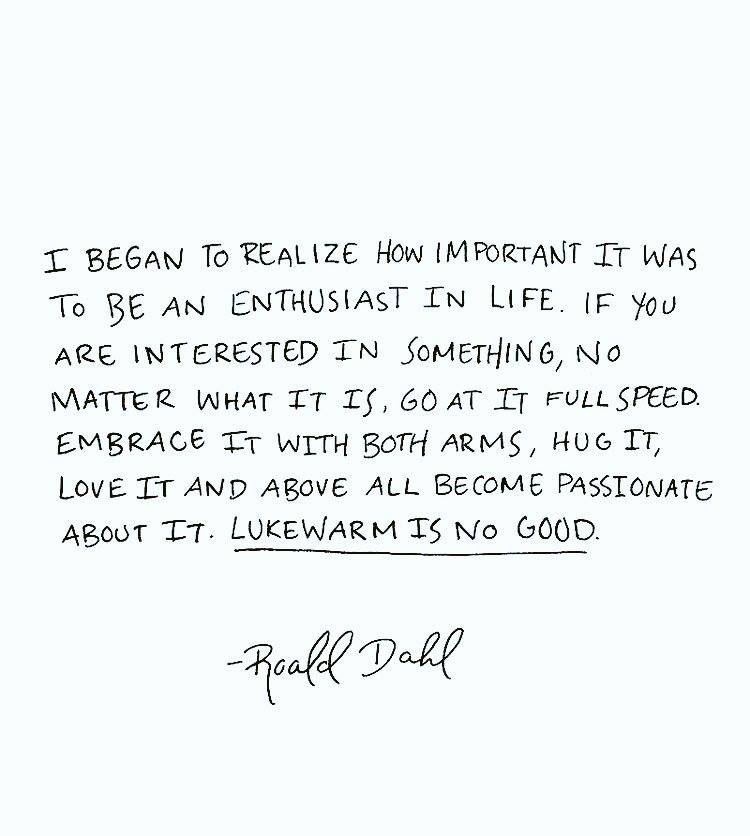 I BEGAN TO REALIZE HOW IMPORTANT IT WAS
TO BE AN ENTHUSIAST IN LIFE. IF YOU
ARE INTERESTED IN SOMETHING, NO
MATTER WHAT IT IS, GO AT IT FULL SPEED.
EMBRACE IT WITH BOTH ARMS, HUG IT,
LOVE IT AND ABOVE ALL BECOME PASSIONATE
ABOUT IT. LUKEWARM IS NO GOOD.
-Roald Dahl